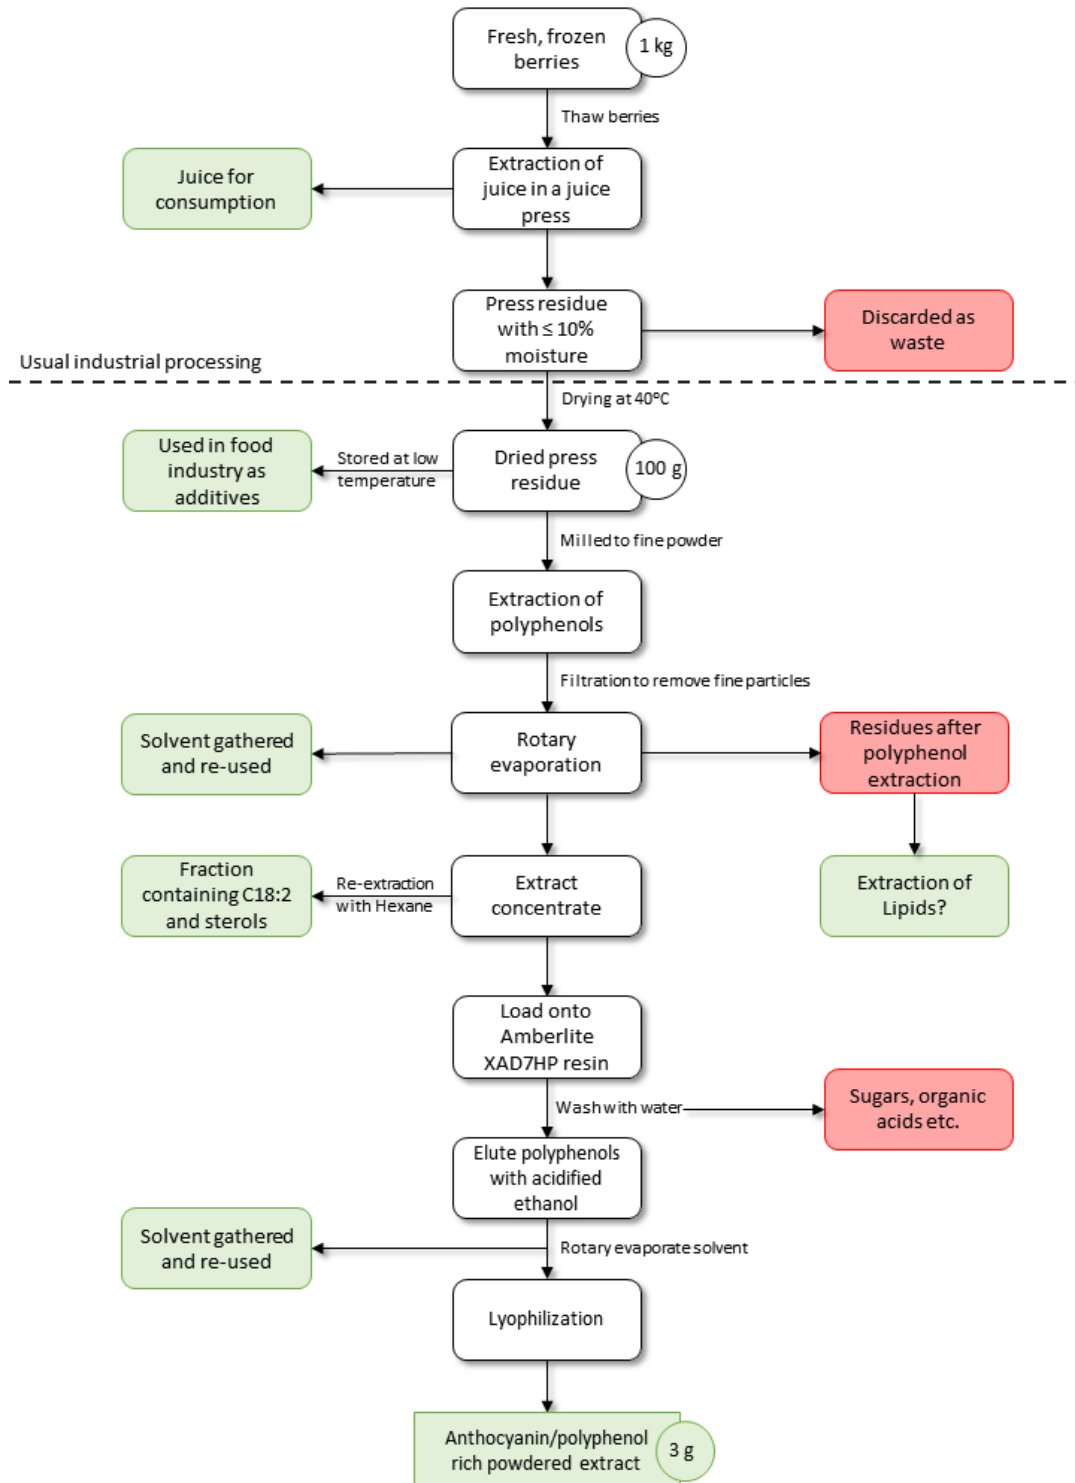 Fresh, frozen
berries
1 kg
Thaw berries
Juice for
consumption
Extraction of
juice in a juice
press
Press residue
with ≤ 10%
moisture
Discarded as
waste
Usual industrial processing
Drying at 40ºC
Used in food
industry as
additives
Stored at low
temperature
Dried press
residue
100 g
Milled to fine powder
Extraction of
polyphenols
Filtration to remove fine particles
Solvent gathered
and re-used
Rotary
evaporation
Residues after
polyphenol
extraction
Fraction
containing C18:2
and sterols
Re-extraction
with Hexane
Extract
concentrate
Extraction of
Lipids?
Load onto
Amberlite
XAD7HP resin
Wash with water
Sugars, organic
acids etc.
Elute polyphenols
with acidified
ethanol
Solvent gathered
and re-used
Rotary evaporate solvent
Lyophilization
Anthocyanin/polyphenol
rich powdered extract
3 g